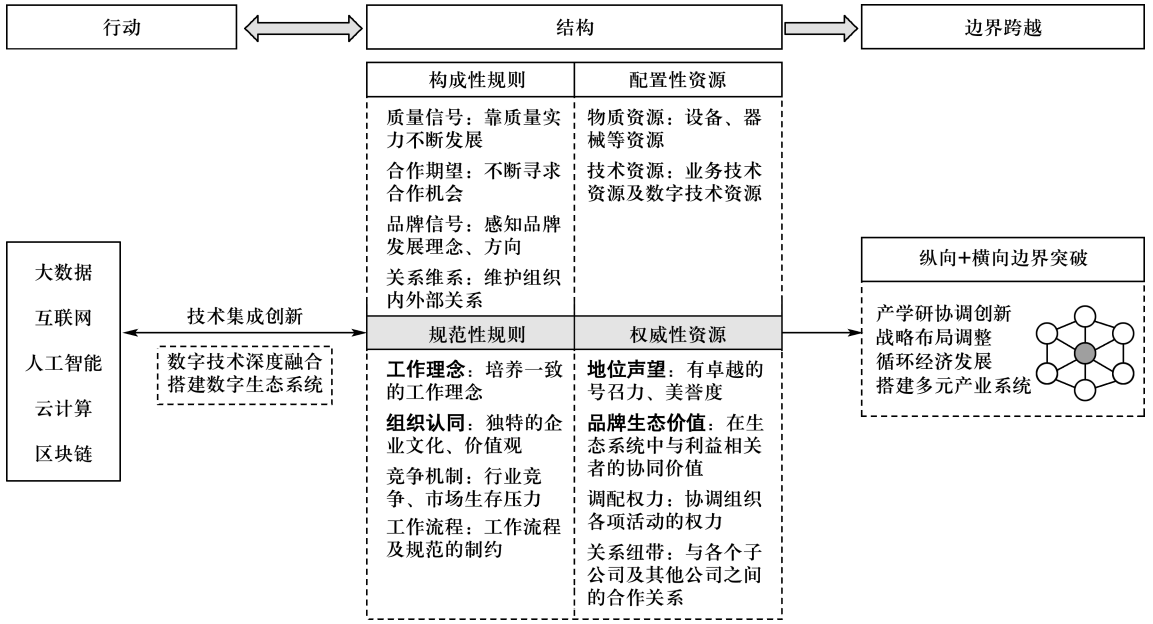 行动
结构
边界跨越
大数据
互联网
人工智能
云计算
区块链
技术集成创新
数字技术深度融合
搭建数字生态系统
构成性规则
质量信号：靠质量实
力不断发展
合作期望：不断寻求
合作机会
品牌信号：感知品牌
发展理念、方向
关系维系：维护组织
内外部关系
配置性资源
物质资源：设备、器
械等资源
技术资源：业务技术
资源及数字技术资源
规范性规则
工作理念：培养一致
的工作理念
组织认同：独特的企
业文化、价值观
竞争机制：行业竞
争、市场生存压力
工作流程：工作流程
及规范的制约
权威性资源
地位声望：有卓越的
号召力、美誉度
品牌生态价值：在生
态系统中与利益相关
者的协同价值
调配权力：协调组织
各项活动的权力
关系纽带：与各个子
公司及其他公司之间
的合作关系
纵向+横向边界突破
产学研协调创新
战略布局调整
循环经济发展
搭建多元产业系统